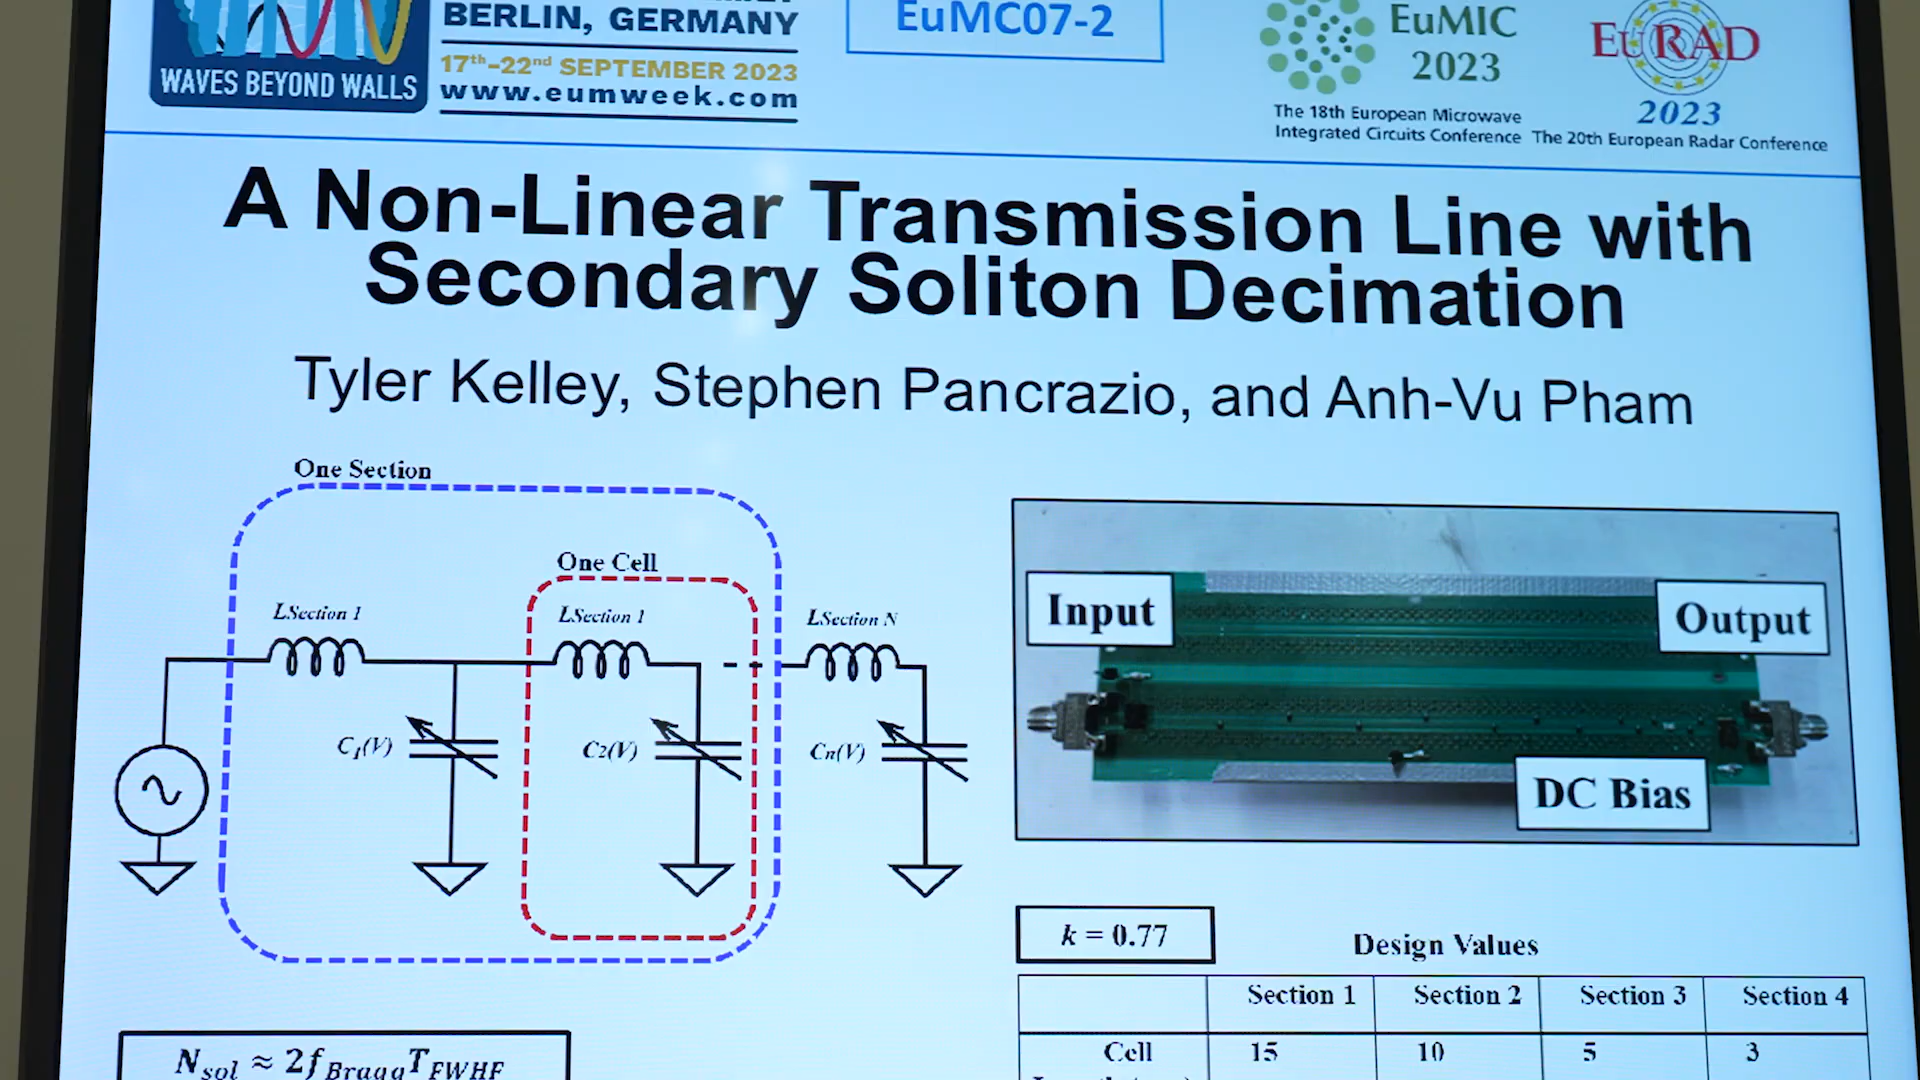 BERLIN, GERMANY
17th–22nd SEPTEMBER 2023
www.eumweek.com
WAVES BEYOND WALLS
EuMC07-2
EuMIC
2023
The 18th European Microwave
Integrated Circuits Conference
EuRAD
2023
The 20th European Radar Conference
A Non-Linear Transmission Line with
Secondary Soliton Decimation
Tyler Kelley, Stephen Pancrazio, and Anh-Vu Pham
One Section
One Cell
LSection 1
LSection 1
LSection N
C1(V)
C2(V)
Cn(V)
Input
Output
DC Bias
k = 0.77
Design Values
Section 1 Section 2 Section 3 Section 4
Cell 15 10 5 3
Nsol ≈ 2fBraggTFWHF